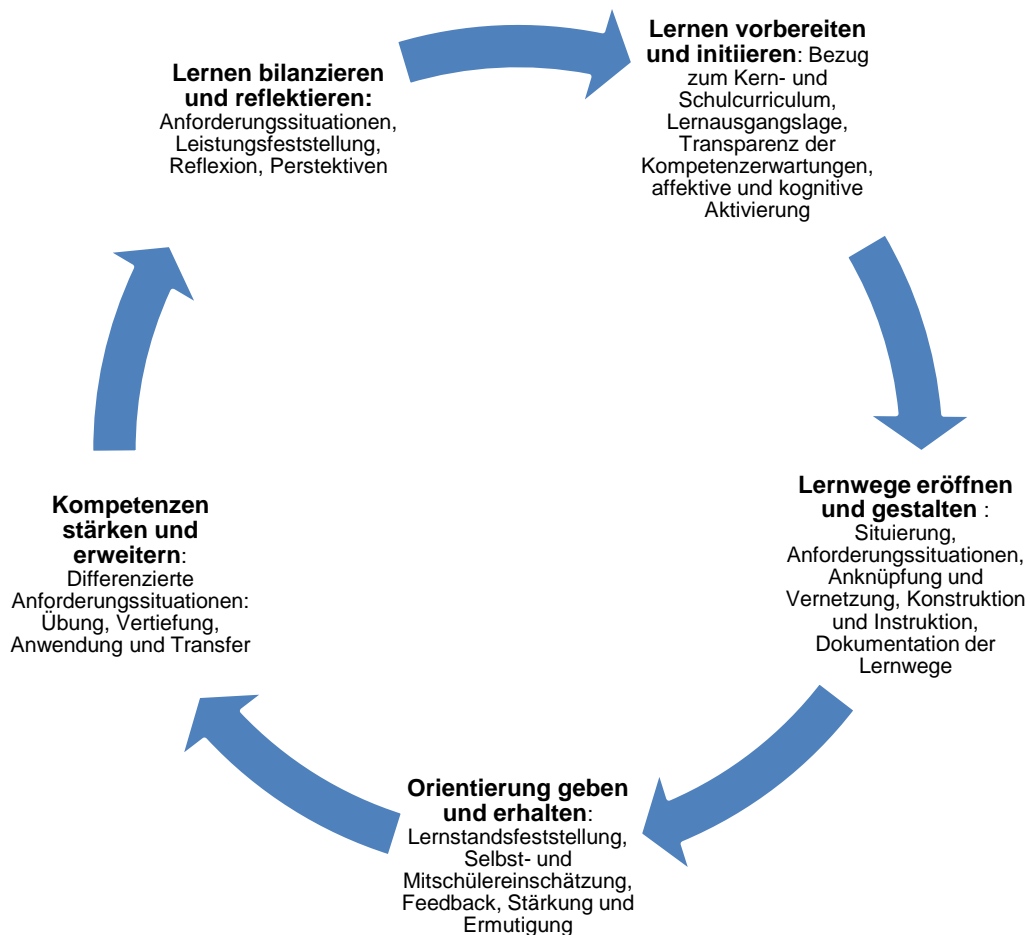 Lernen vorbereiten
und initiieren: Bezug
zum Kern- und
Schulcurriculum,
Lernausgangslage,
Transparenz der
Kompetenzerwartungen,
affektive und kognitive
Aktivierung
Lernwege eröffnen
und gestalten :
Situierung,
Anforderungssituationen,
Anknüpfung und
Vernetzung, Konstruktion
und Instruktion,
Dokumentation der
Lernwege
Orientierung geben
und erhalten:
Lernstandsfeststellung,
Selbst- und
Mitschülereinschätzung,
Feedback, Stärkung und
Ermutigung
Kompetenzen
stärken und
erweitern:
Differenzierte
Anforderungssituationen:
Übung, Vertiefung,
Anwendung und Transfer
Lernen bilanzieren
und reflektieren:
Anforderungssituationen,
Leistungsfeststellung,
Reflexion, Perstektiven